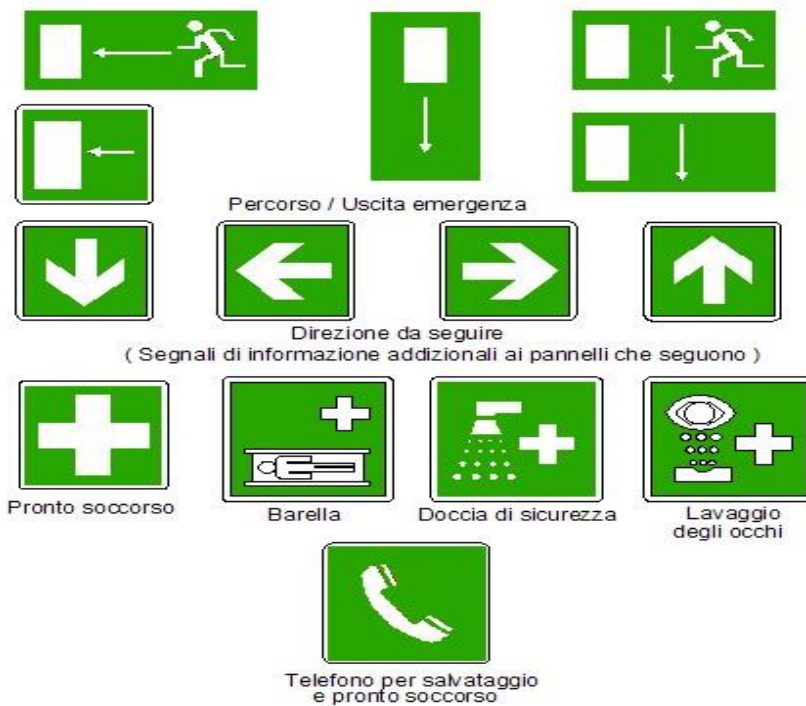 Percorso / Uscita emergenza
Direzione da seguire
( Segnali di informazione addizionali ai pannelli che seguono )
Pronto soccorso
Barella
Doccia di sicurezza
Lavaggio
degli occhi
Telefono per salvataggio
e pronto soccorso